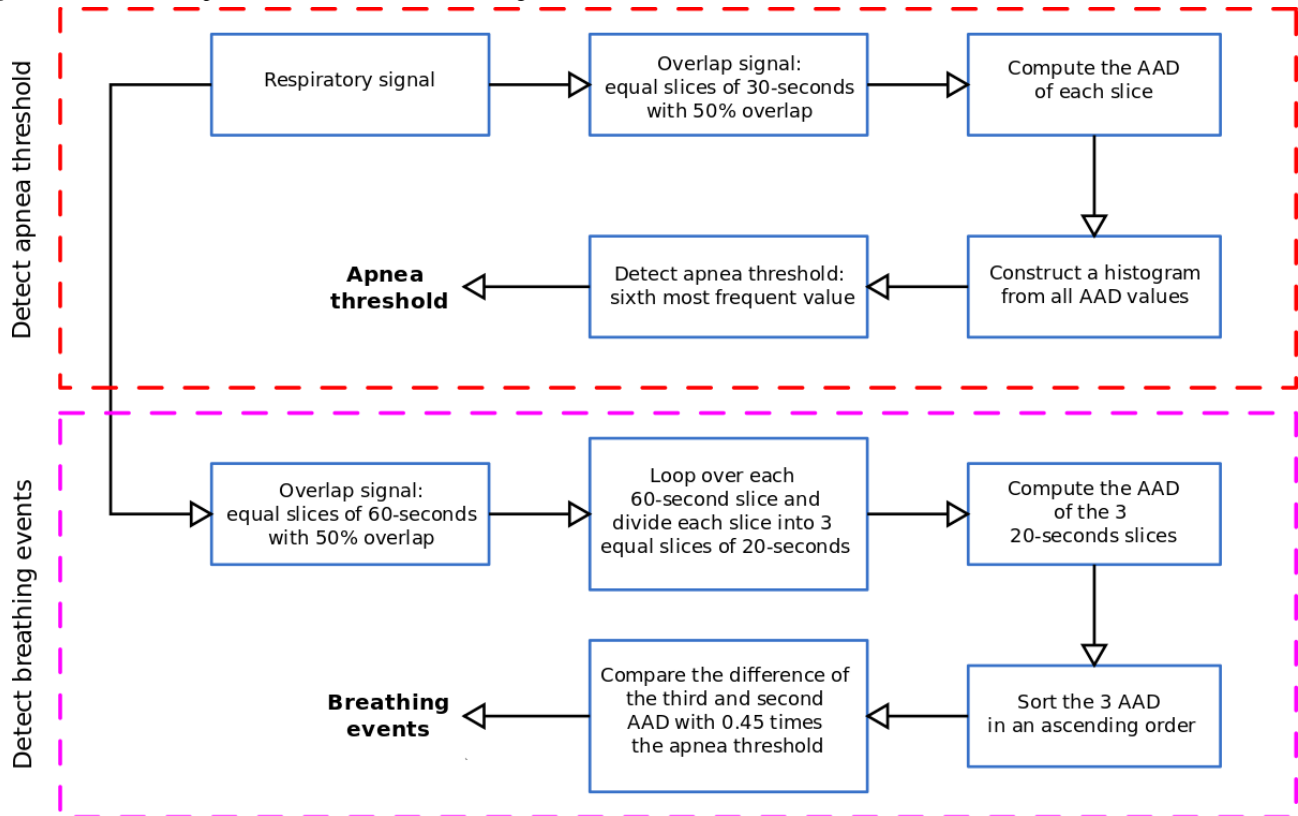 Detect apnea threshold
Respiratory signal
Overlap signal:
equal slices of 30-seconds
with 50% overlap
Compute the AAD
of each slice
Apnea
threshold
Detect apnea threshold:
sixth most frequent value
Construct a histogram
from all AAD values
Detect breathing events
Overlap signal:
equal slices of 60-seconds
with 50% overlap
Loop over each
60-second slice and
divide each slice into 3
equal slices of 20-seconds
Compute the AAD
of the 3
20-seconds slices
Breathing
events
Compare the difference of
the third and second
AAD with 0.45 times
the apnea threshold
Sort the 3 AAD
in an ascending order